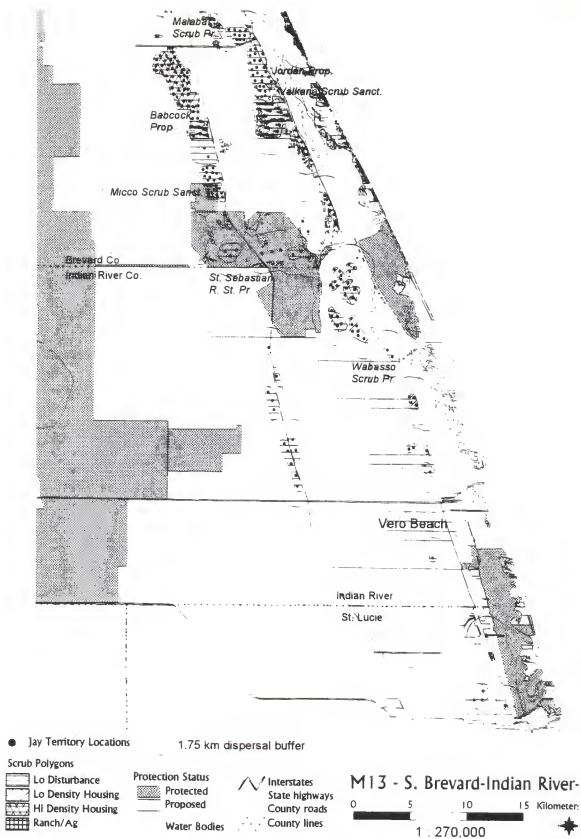 Malaba
Scrub Pr
Jordan Prop.
Valkaria Scrub Sanct.
Babcock
Prop
Micco Scrub Sanct.
Brevard Co
Indian River Co.
St. Sebastian
R. St. Pr
Wabasso
Scrub Pr
Vero Beach
Indian River
St. Lucie
Jay Territory Locations
1.75 km dispersal buffer
Scrub Polygons
Lo Disturbance
Lo Density Housing
Hi Density Housing
Ranch/Ag
Protection Status
Protected
Proposed
Water Bodies
Interstates
State highways
County roads
County lines
M13 - S. Brevard-Indian River-
0 5 10 15 Kilometer:
1 : 270,000